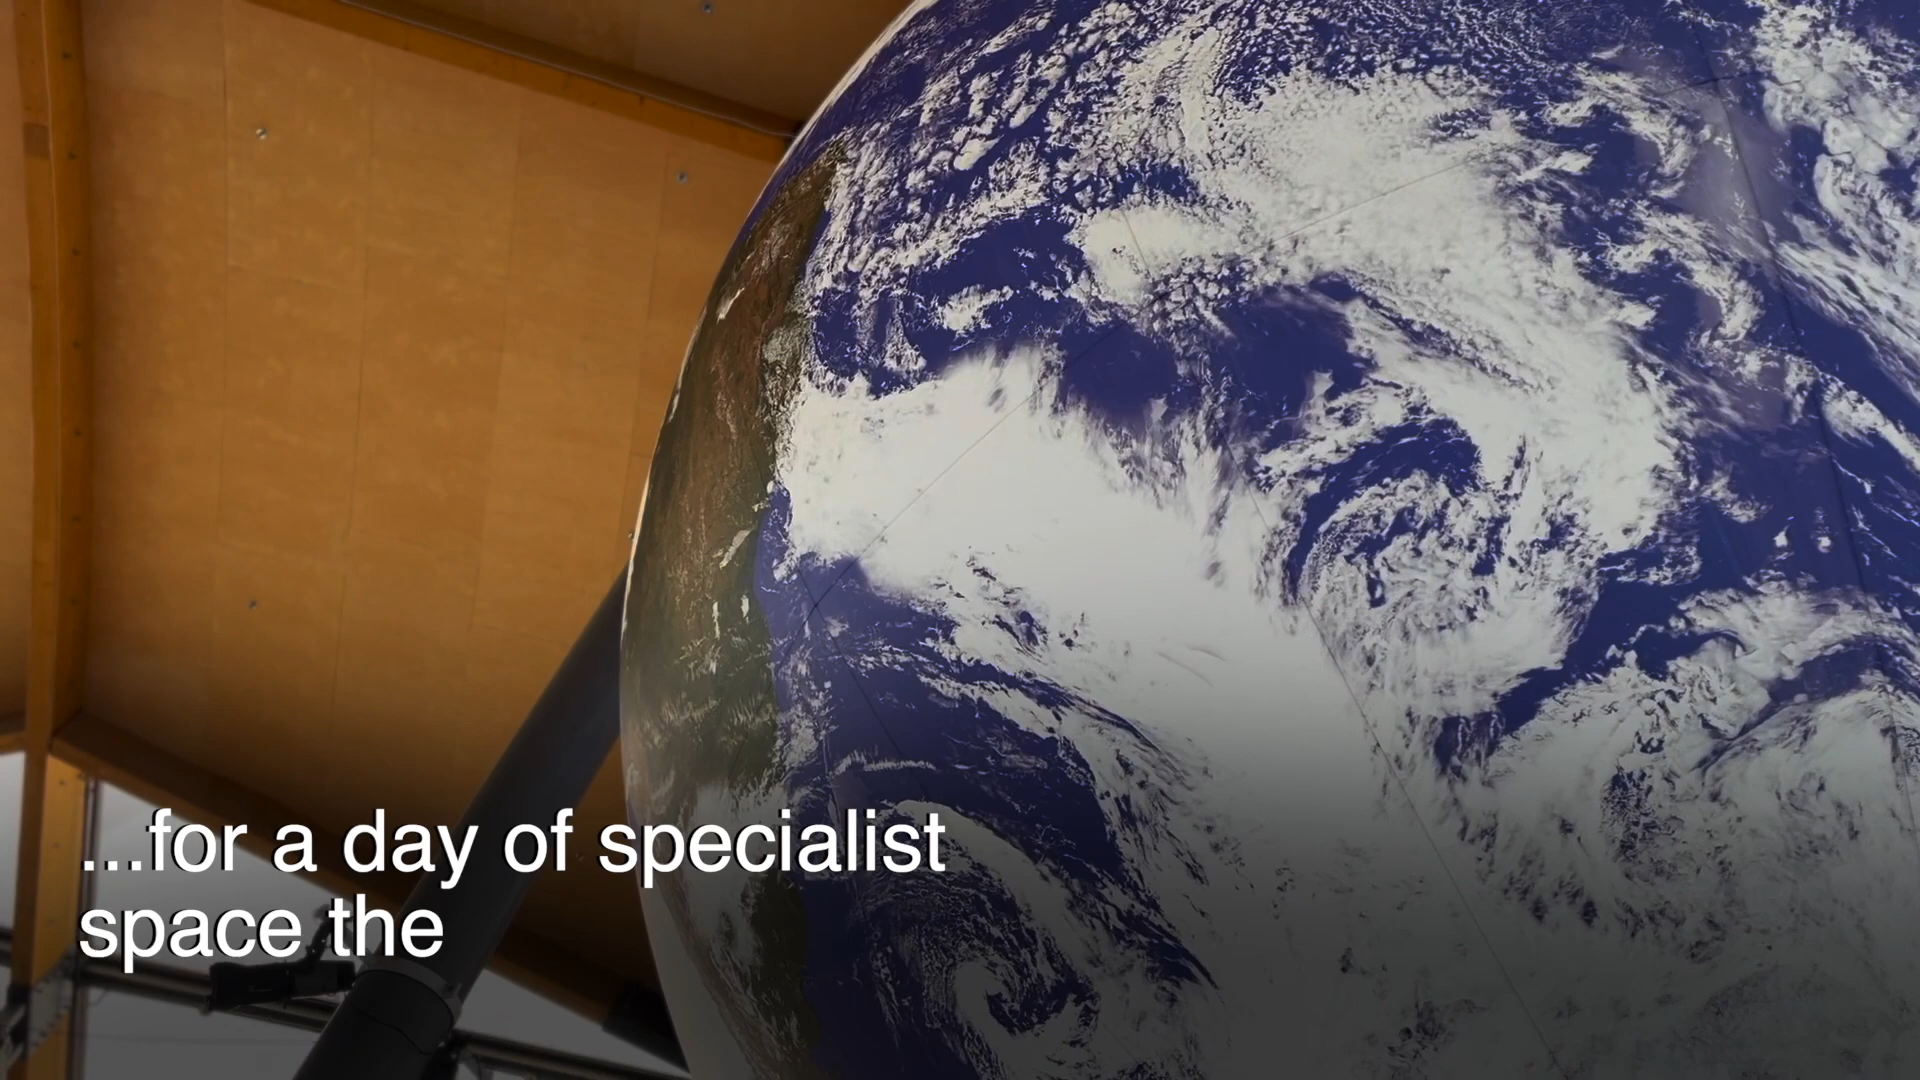 ...for a day of specialist
space the